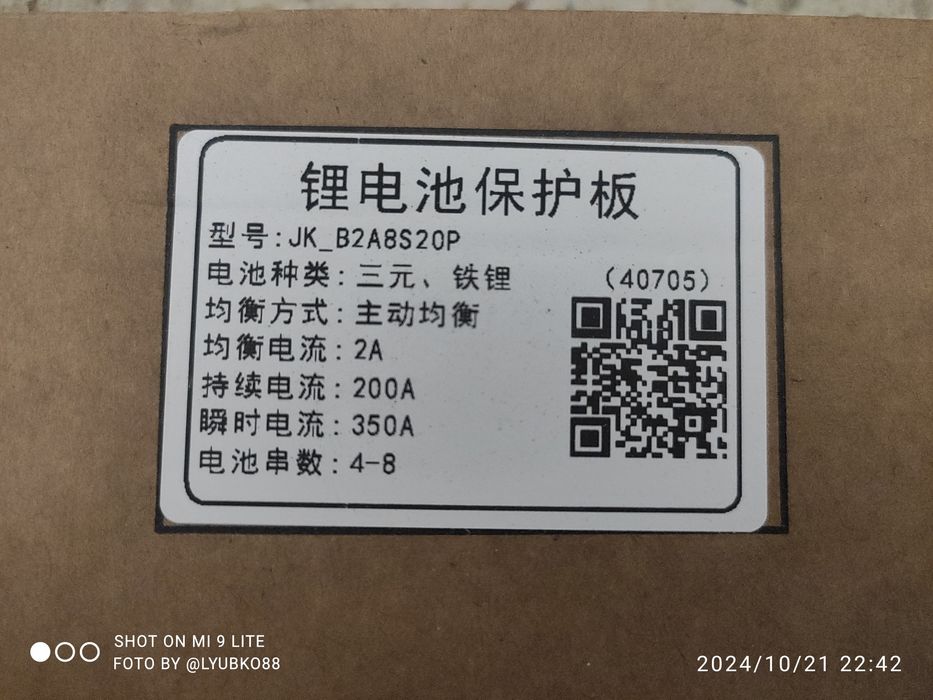 锂电池保护板
型号:JK_B2A8S20P
电池种类:三元、铁锂
(40705)
均衡方式:主动均衡
均衡电流:2A
持续电流:200A
瞬时电流:350A
电池串数:4-8
SHOT ON MI 9 LITE
FOTO BY @LYUBKO88
2024/10/21 22:42